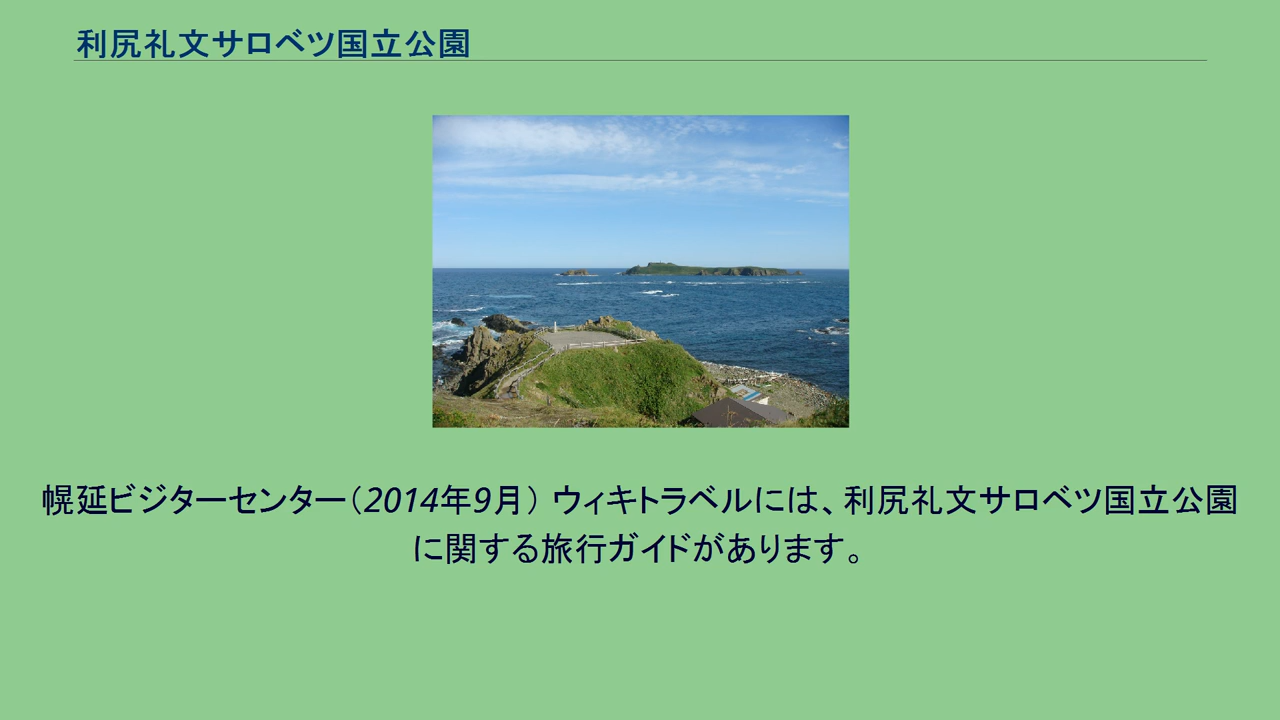 利尻礼文サロベツ国立公園
幌延ビジターセンター（2014年9月） ウィキトラベルには、利尻礼文サロベツ国立公園
に関する旅行ガイドがあります。